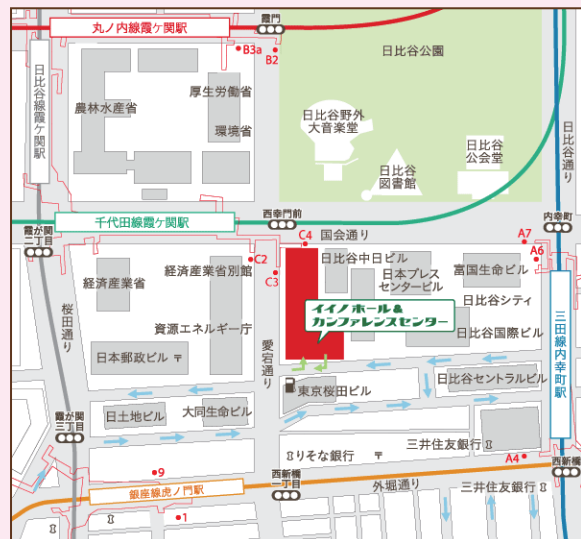 丸ノ内線霞ケ関駅
霞門
B3a
B2
日比谷公園
日比谷線霞ケ関駅
農林水産省
厚生労働省
環境省
日比谷野外
大音楽堂
日比谷
図書館
日比谷
公会堂
日比谷通り
千代田線霞ケ関駅
西幸門前
国会通り
内幸町
霞が関
二丁目
C4
A7
A6
C2
C3
経済産業省
経済産業省別館
日比谷中日ビル
日本プレス
センタービル
富国生命ビル
日比谷シティ
日比谷国際ビル
イイノホール&
カンファレンスセンター
桜田通り
資源エネルギー庁
愛宕通り
日本郵政ビル 〒
三田線内幸町駅
東京桜田ビル
日比谷セントラルビル
日土地ビル
大同生命ビル
霞が関
三丁目
りそな銀行
〒
三井住友銀行
9
銀座線虎ノ門駅
西新橋
一丁目
外堀通り
A4
西新橋
三井住友銀行
1